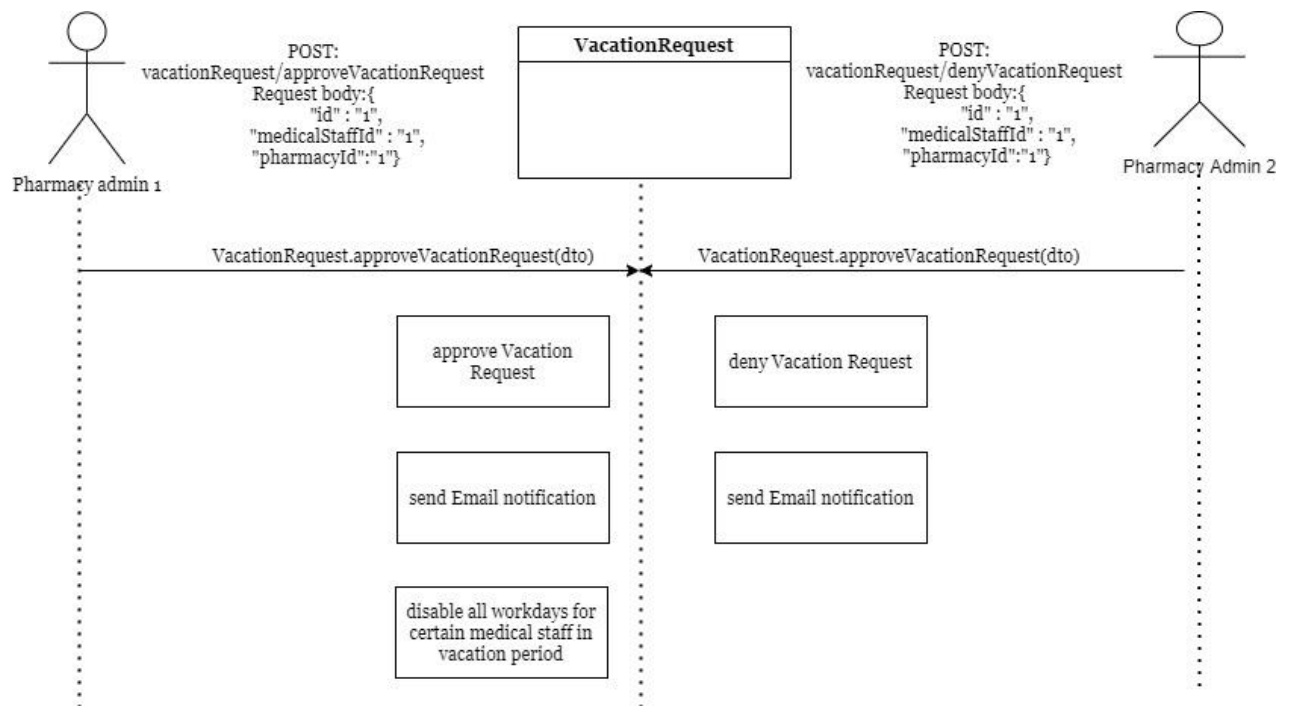 POST:
vacationRequest/approveVacationRequest
Request body:{
"id" : "1",
"medicalStaffId" : "1",
"pharmacyId":"1"}
VacationRequest
POST:
vacationRequest/denyVacationRequest
Request body:{
"id" : "1",
"medicalStaffId" : "1",
"pharmacyId":"1"}
Pharmacy admin 1
Pharmacy Admin 2
VacationRequest.approveVacationRequest(dto)
VacationRequest.approveVacationRequest(dto)
approve Vacation
Request
deny Vacation Request
send Email notification
send Email notification
disable all workdays for
certain medical staff in
vacation period